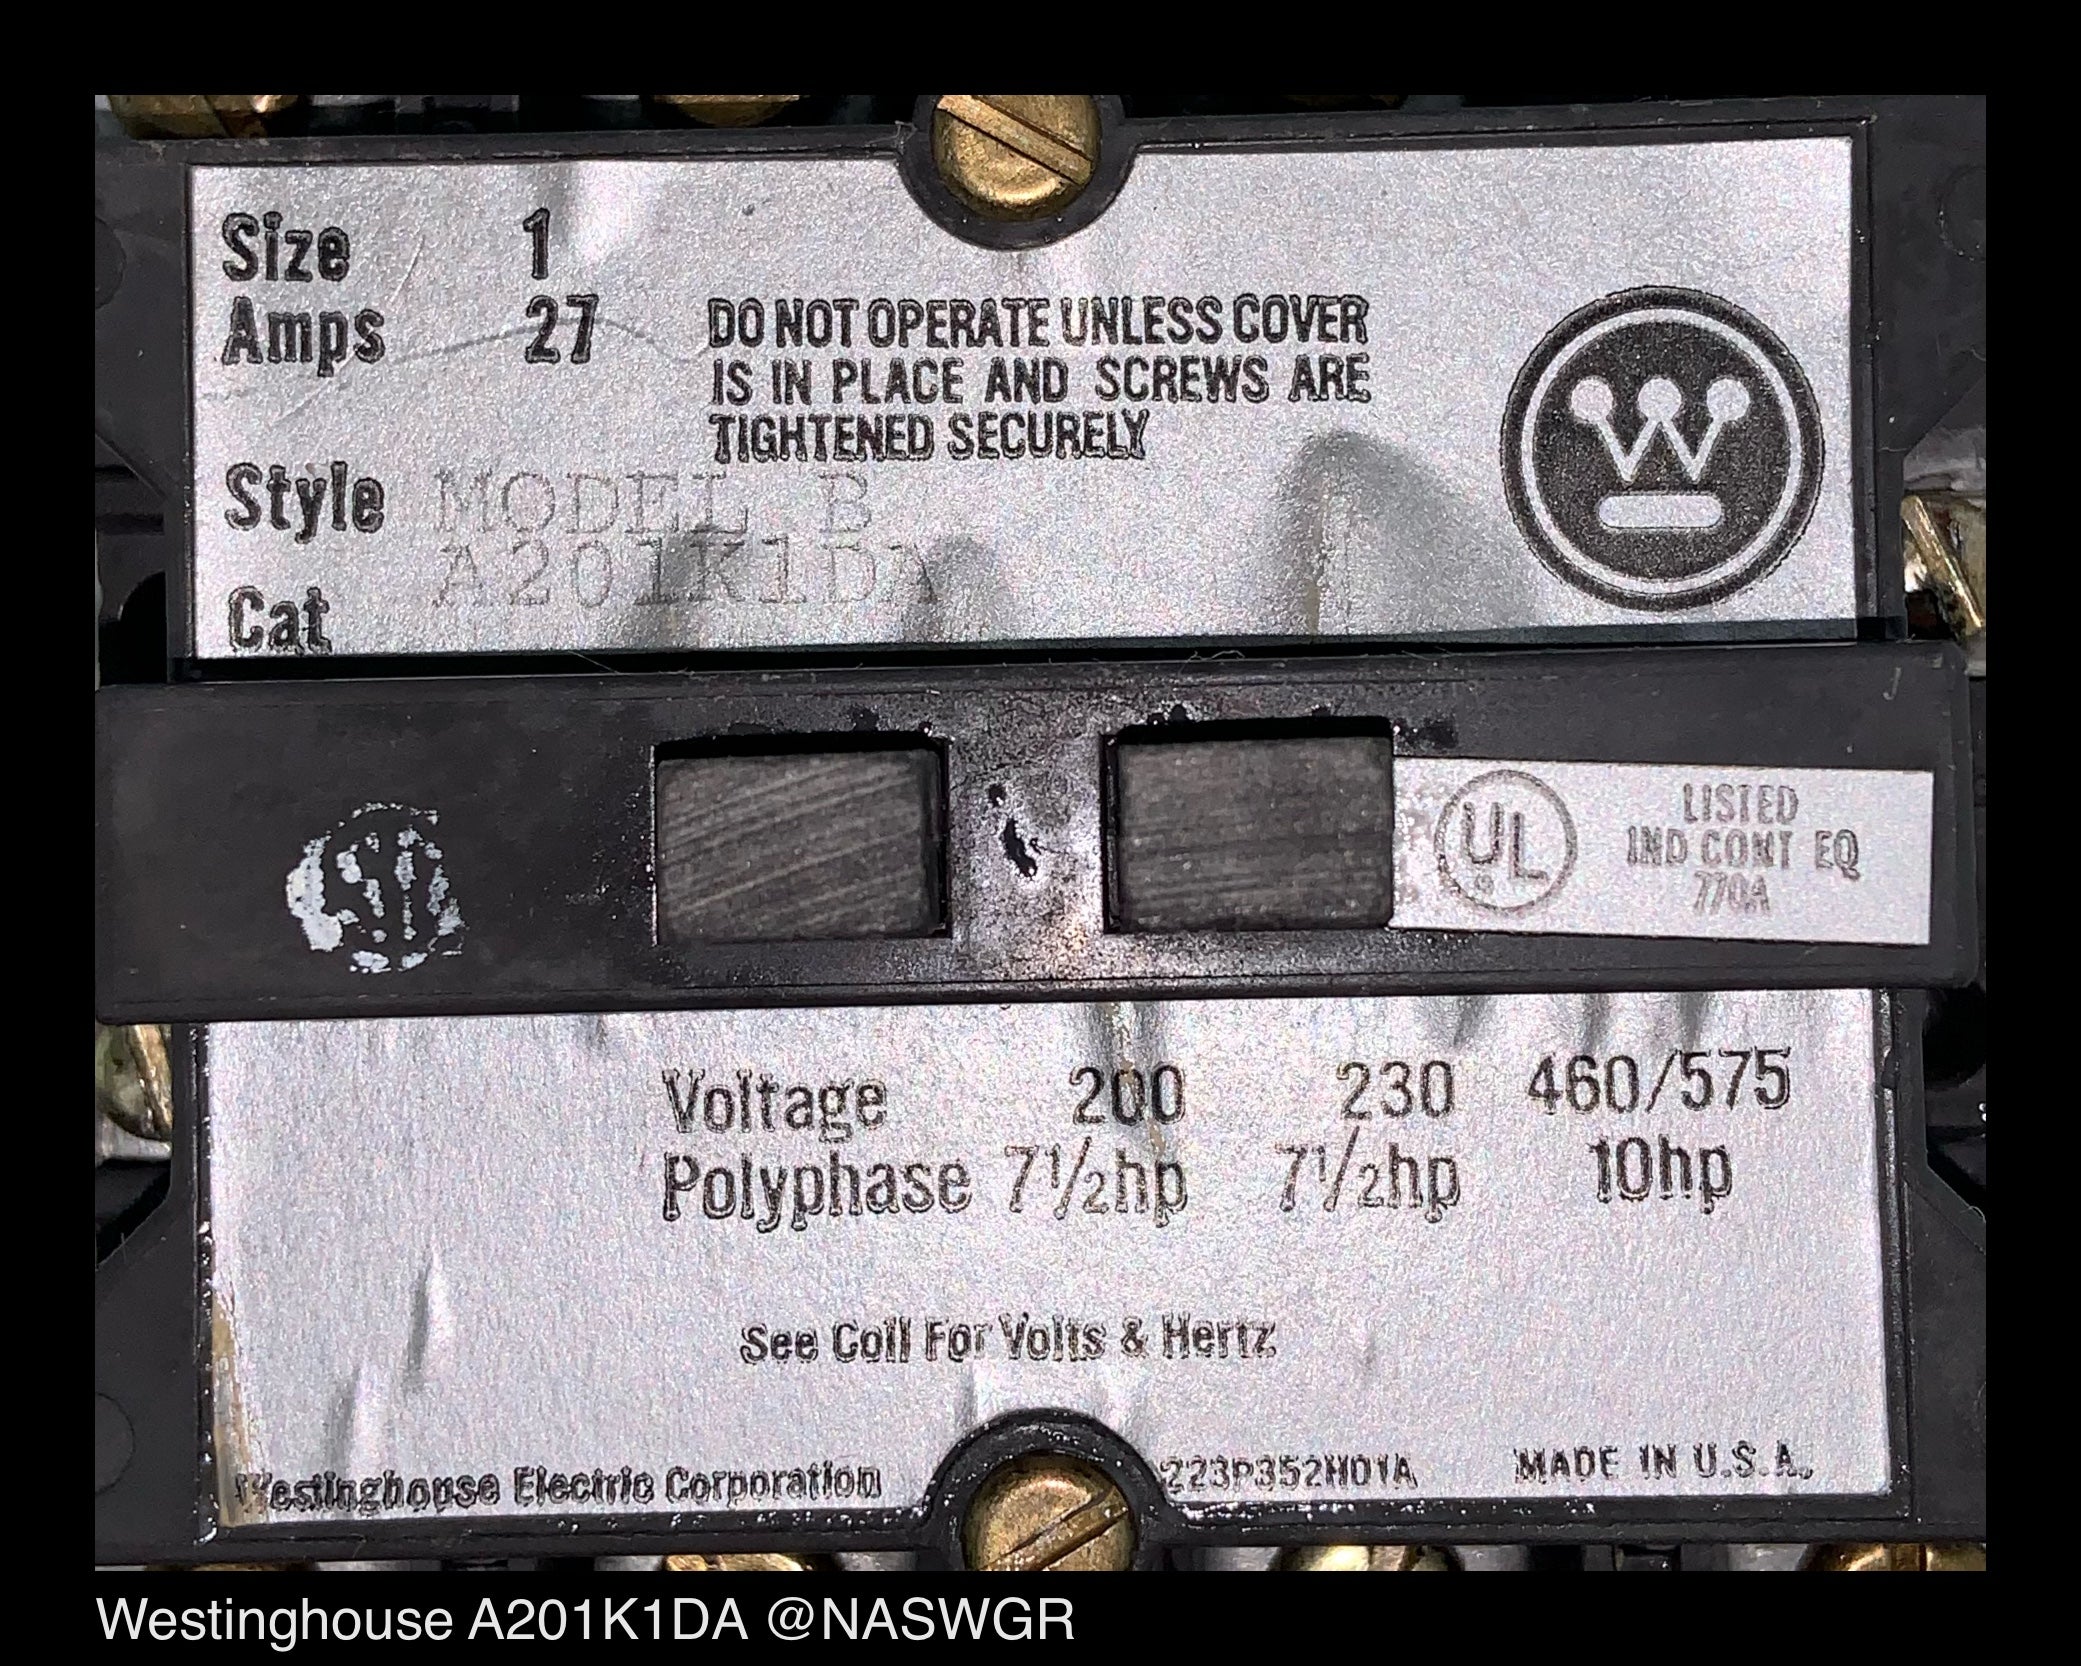 Size 1
Amps 27
DO NOT OPERATE UNLESS COVER
IS IN PLACE AND SCREWS ARE
TIGHTENED SECURELY
Style MODEL B
A201K1DA
Cat
W
UL
LISTED
IND CONT EQ
770A
Voltage 200 230 460/575
Polyphase 7½hp 7½hp 10hp
See Coil For Volts & Hertz
Westinghouse Electric Corporation
223P352H01A
MADE IN U.S.A.
Westinghouse A201K1DA @NASWGR